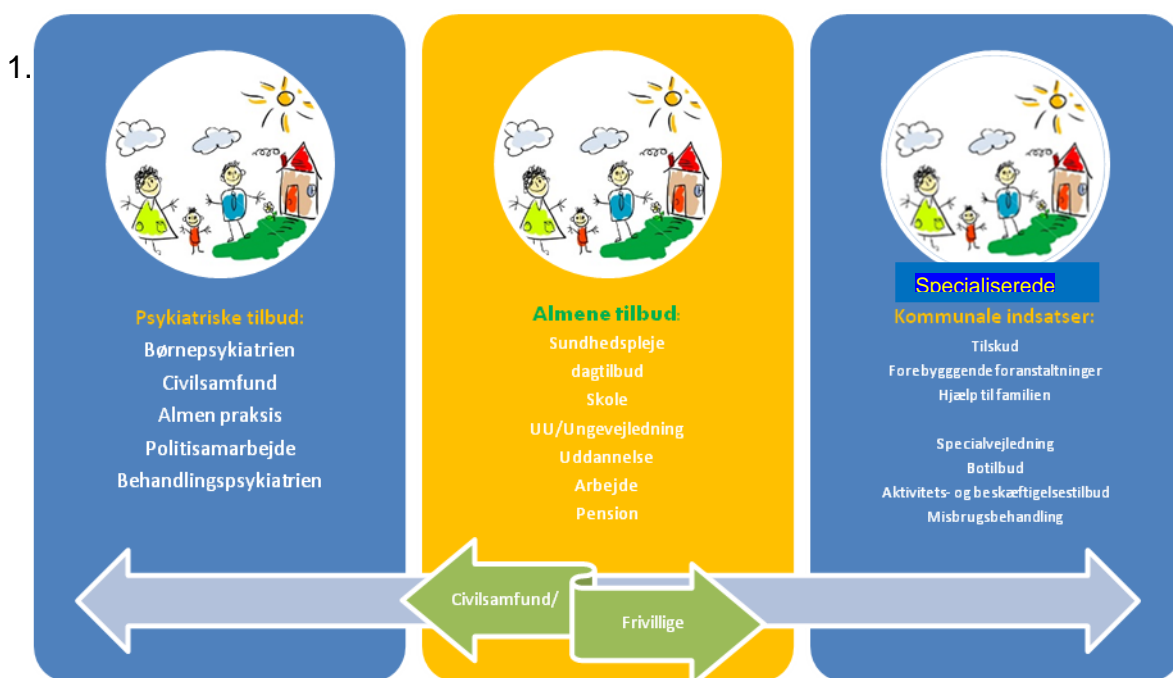 1.
Psykiatriske tilbud:
Børnepsykiatrien
Civilsamfund
Almen praksis
Politisamarbejde
Behandlingspsykiatrien
Almene tilbud:
Sundhedspleje
dagtilbud
Skole
UU/Ungevejledning
Uddannelse
Arbejde
Pension
Specialiserede
Kommunale indsatser:
Tilskud
Forebygggende foranstaltninger
Hjælp til familien
Specialvejledning
Botilbud
Aktivitets- og beskæftigelsestilbud
Misbrugsbehandling
Civilsamfund/
Frivillige